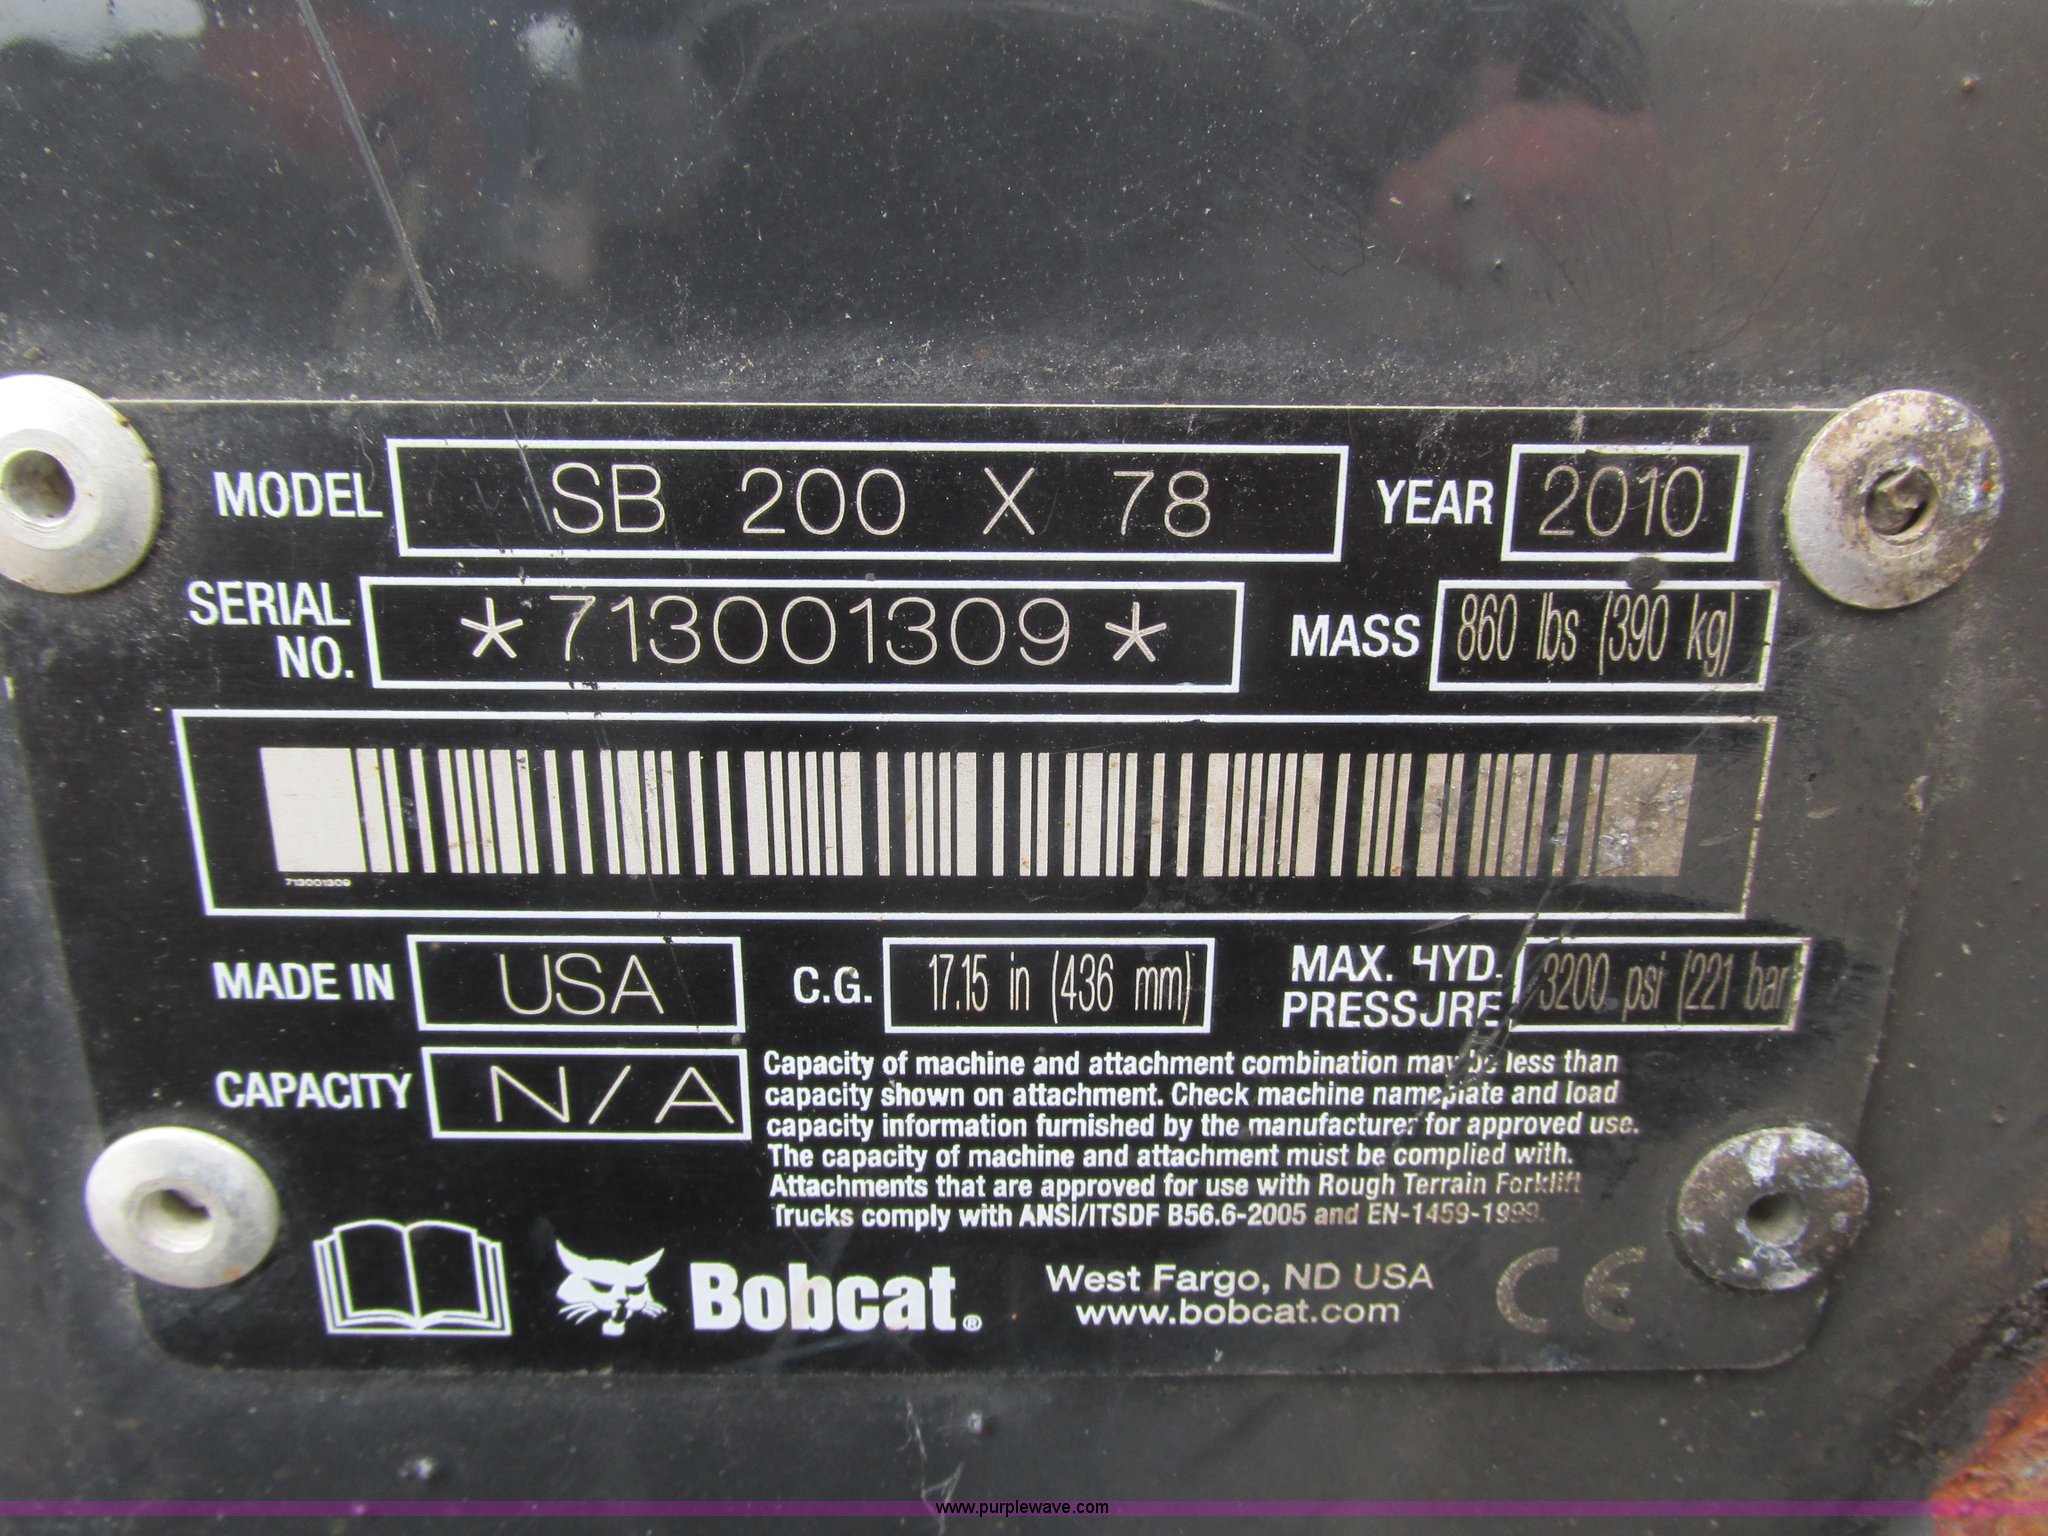 MODEL SB 200 X 78 YEAR 2010
SERIAL NO. *713001309* MASS 860 lbs (390 kg)
713001309
MADE IN USA C.G. 17.15 in (436 mm) MAX. HYD. PRESSURE 3200 psi (221 bar
CAPACITY N/A
Capacity of machine and attachment combination may be less than
capacity shown on attachment. Check machine nameplate and load
capacity information furnished by the manufacturer for approved use.
The capacity of machine and attachment must be complied with.
Attachments that are approved for use with Rough Terrain Forklift
Trucks comply with ANSI/ITSDF B56.6-2005 and EN-1459-1999.
Bobcat®
West Fargo, ND USA
www.bobcat.com
CE
www.purplewave.com